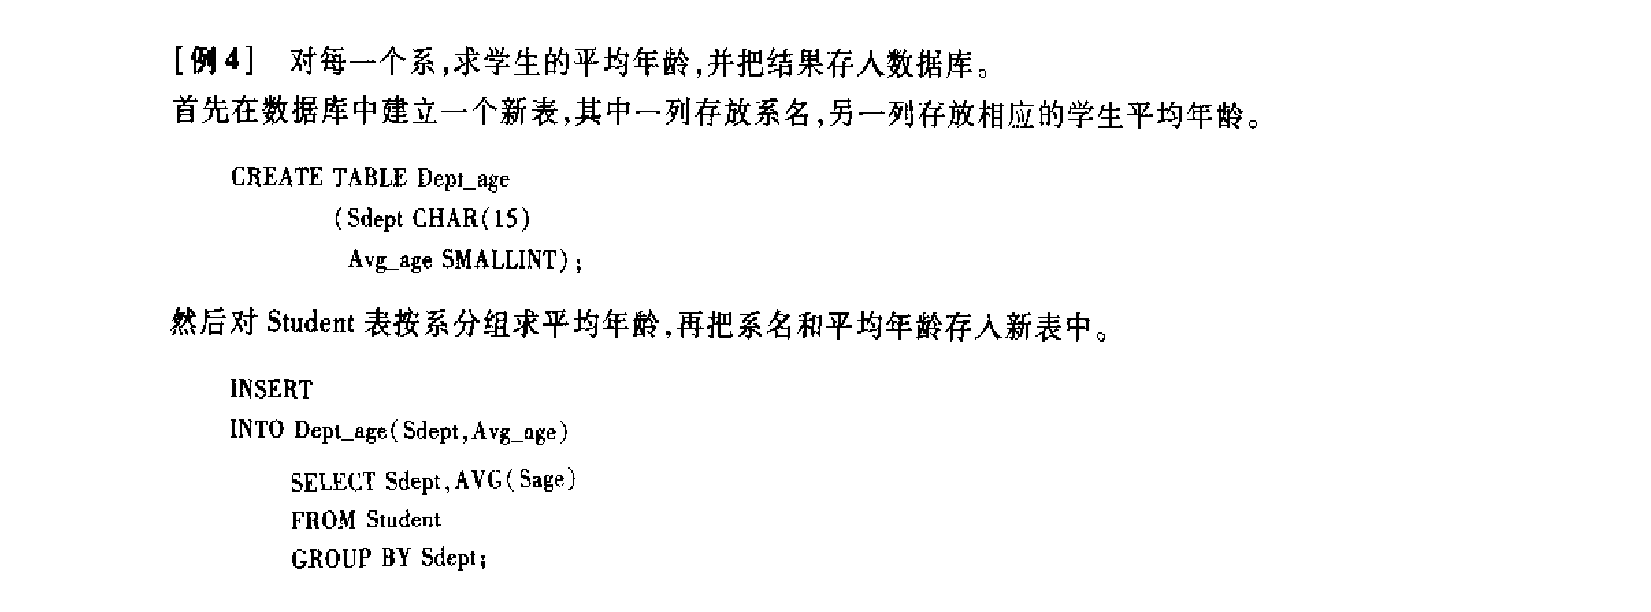 [例4] 对每一个系,求学生的平均年龄,并把结果存入数据库。
首先在数据库中建立一个新表,其中一列存放系名,另一列存放相应的学生平均年龄。
CREATE TABLE Dept_age
(Sdept CHAR(15)
Avg_age SMALLINT);
然后对 Student 表按系分组求平均年龄,再把系名和平均年龄存入新表中。
INSERT
INTO Dept_age(Sdept,Avg_age)
SELECT Sdept,AVG(Sage)
FROM Student
GROUP BY Sdept;